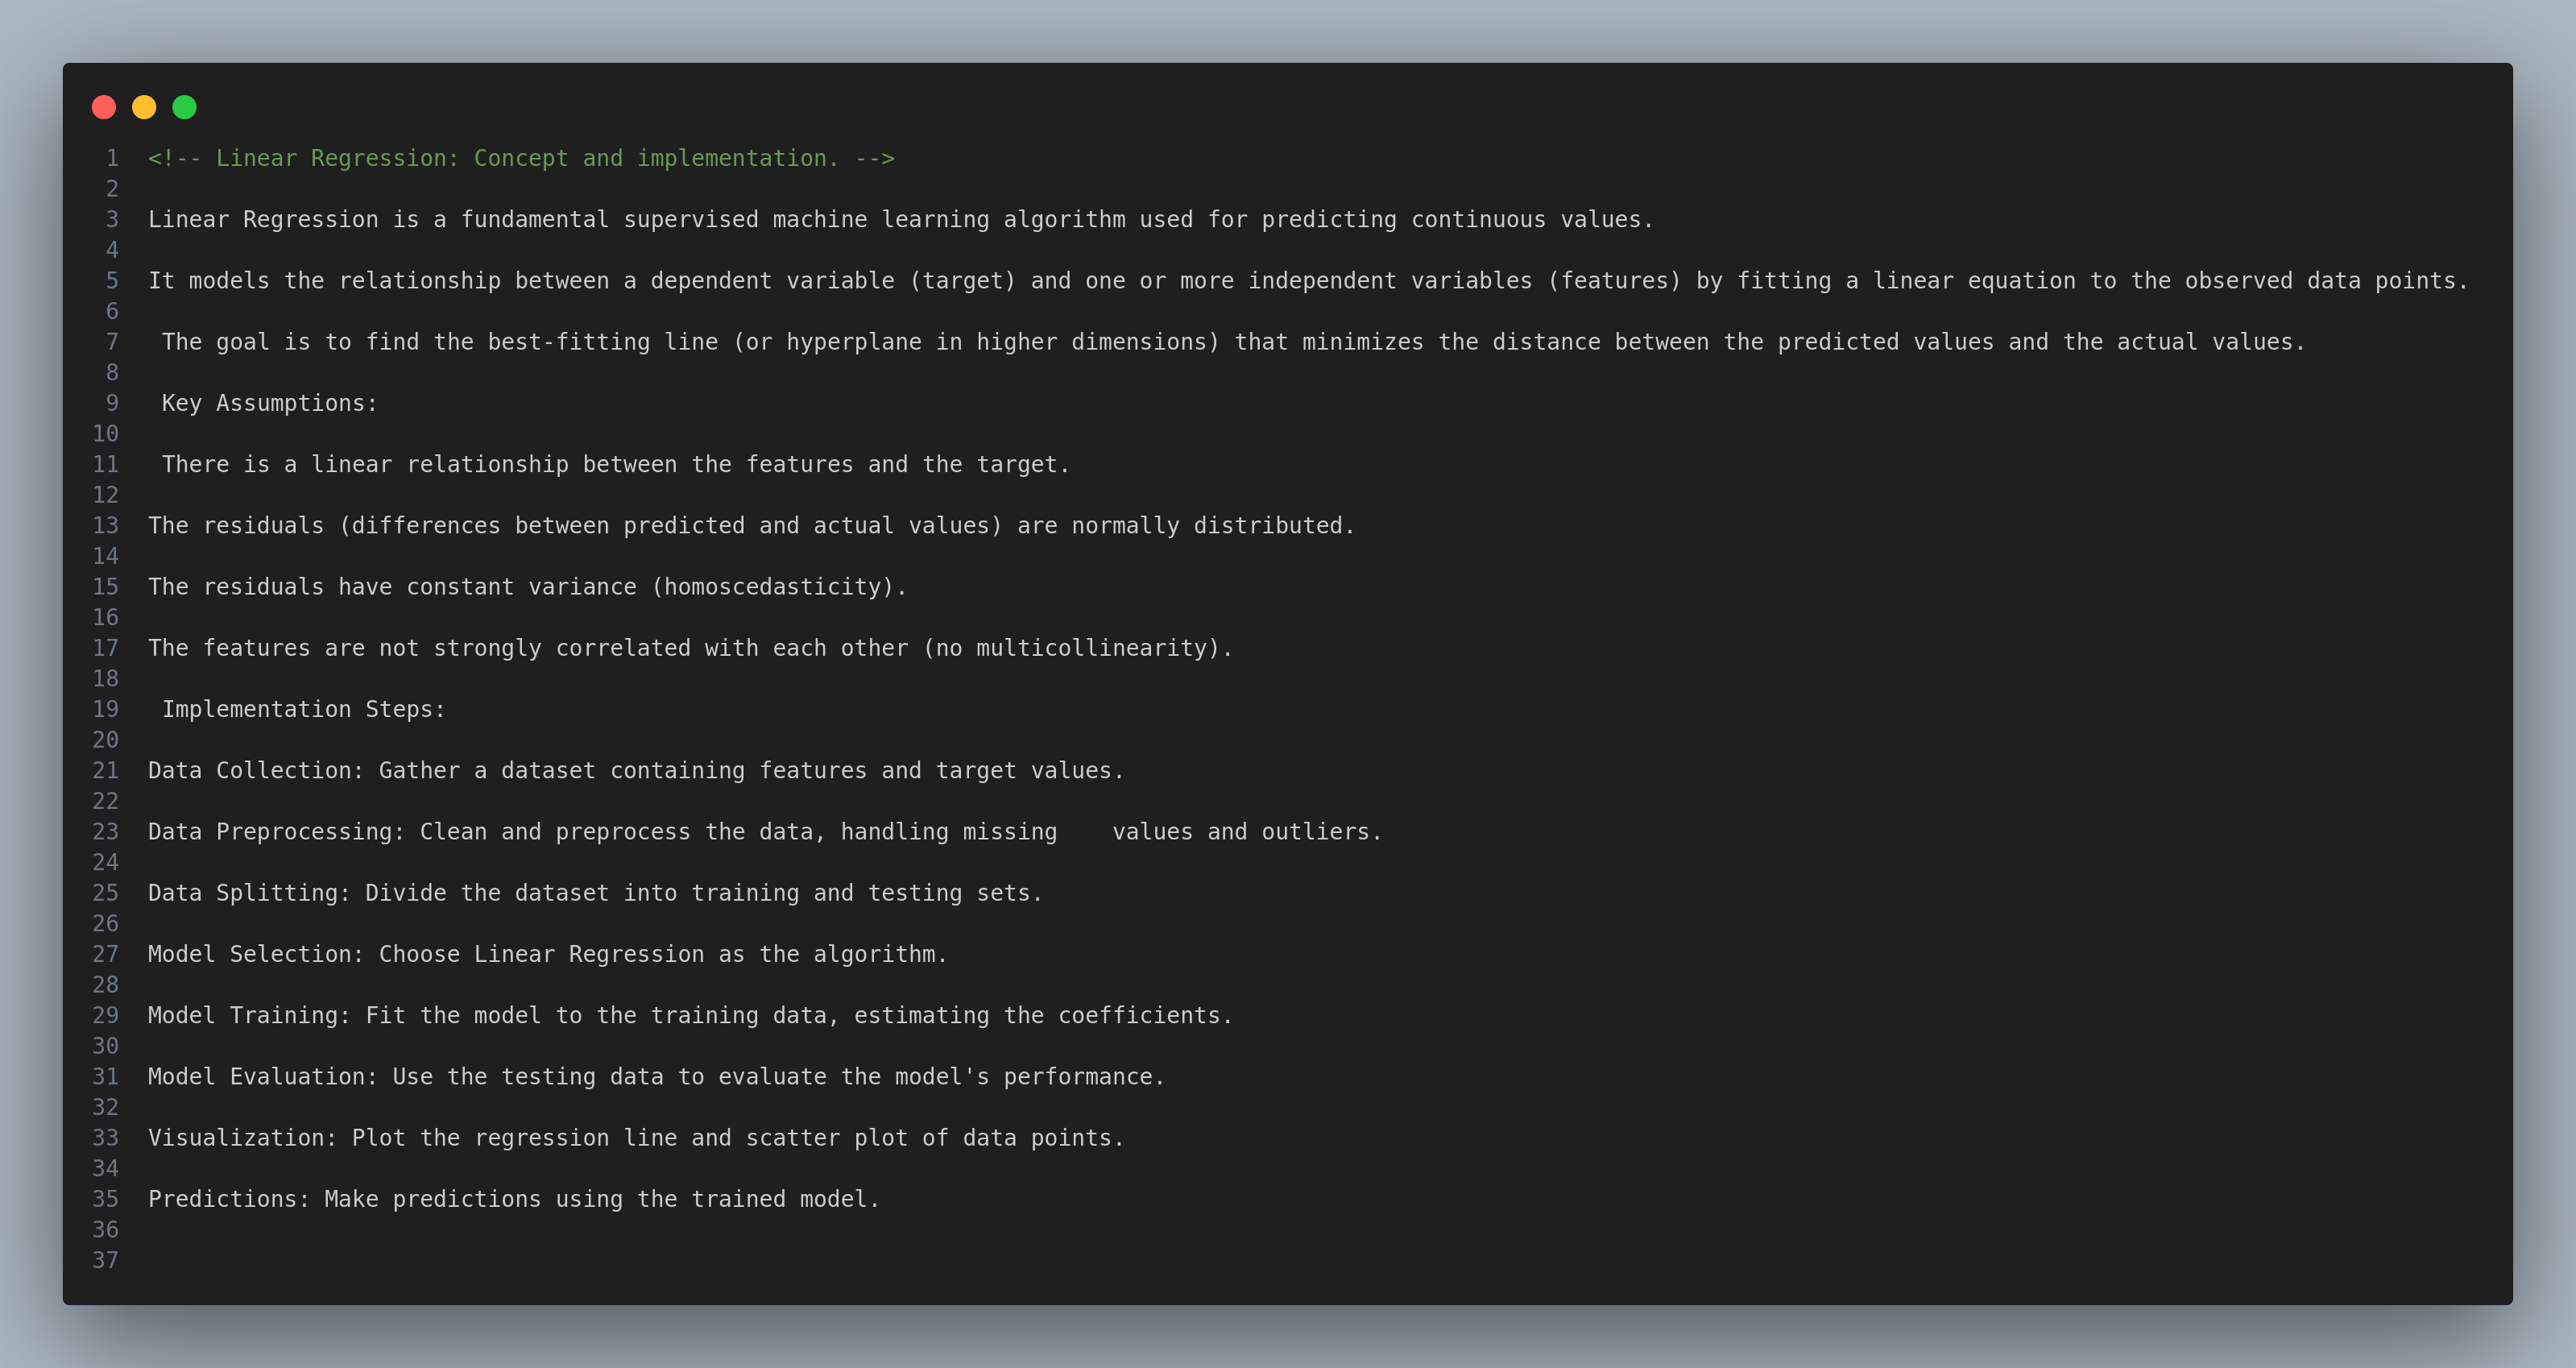 1 <!-- Linear Regression: Concept and implementation. -->
2
3 Linear Regression is a fundamental supervised machine learning algorithm used for predicting continuous values.
4
5 It models the relationship between a dependent variable (target) and one or more independent variables (features) by fitting a linear equation to the observed data points.
6
7  The goal is to find the best-fitting line (or hyperplane in higher dimensions) that minimizes the distance between the predicted values and the actual values.
8
9  Key Assumptions:
10
11  There is a linear relationship between the features and the target.
12
13 The residuals (differences between predicted and actual values) are normally distributed.
14
15 The residuals have constant variance (homoscedasticity).
16
17 The features are not strongly correlated with each other (no multicollinearity).
18
19  Implementation Steps:
20
21 Data Collection: Gather a dataset containing features and target values.
22
23 Data Preprocessing: Clean and preprocess the data, handling missing    values and outliers.
24
25 Data Splitting: Divide the dataset into training and testing sets.
26
27 Model Selection: Choose Linear Regression as the algorithm.
28
29 Model Training: Fit the model to the training data, estimating the coefficients.
30
31 Model Evaluation: Use the testing data to evaluate the model's performance.
32
33 Visualization: Plot the regression line and scatter plot of data points.
34
35 Predictions: Make predictions using the trained model.
36
37